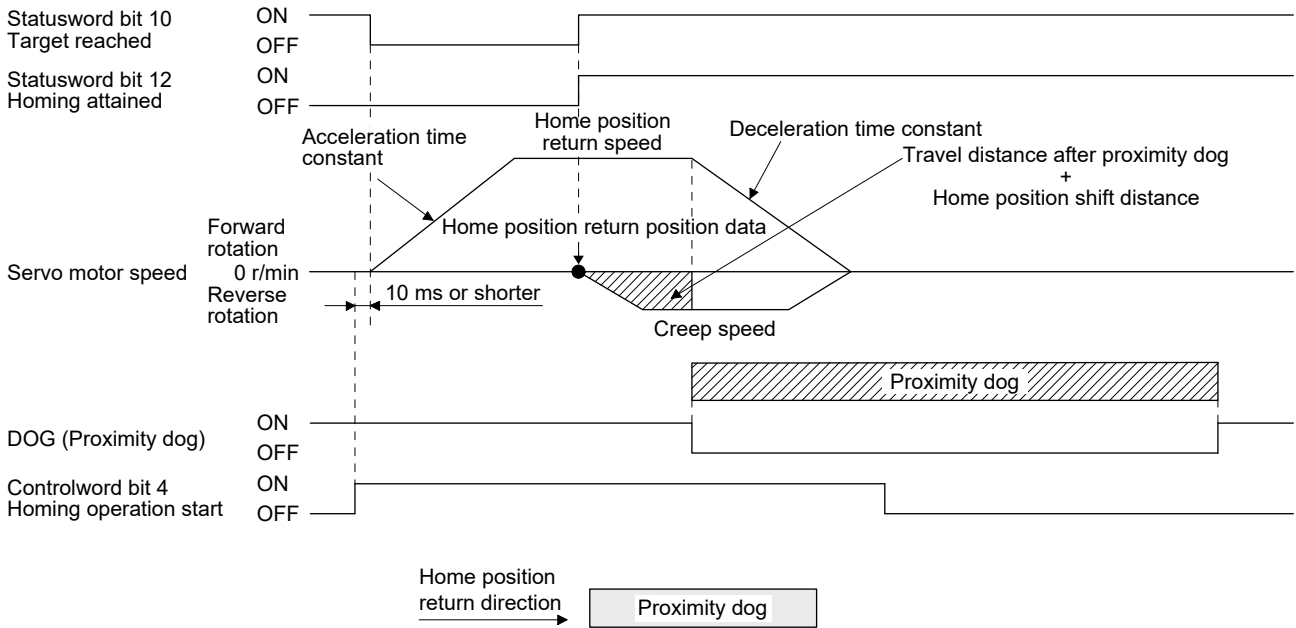 Statusword bit 10
Target reached
ON
OFF
Statusword bit 12
Homing attained
ON
OFF
Acceleration time
constant
Home position
return speed
Deceleration time constant
Travel distance after proximity dog
+
Home position shift distance
Home position return position data
Servo motor speed
Forward
rotation
0 r/min
Reverse
rotation
10 ms or shorter
Creep speed
Proximity dog
DOG (Proximity dog)
ON
OFF
Controlword bit 4
Homing operation start
ON
OFF
Home position
return direction
Proximity dog